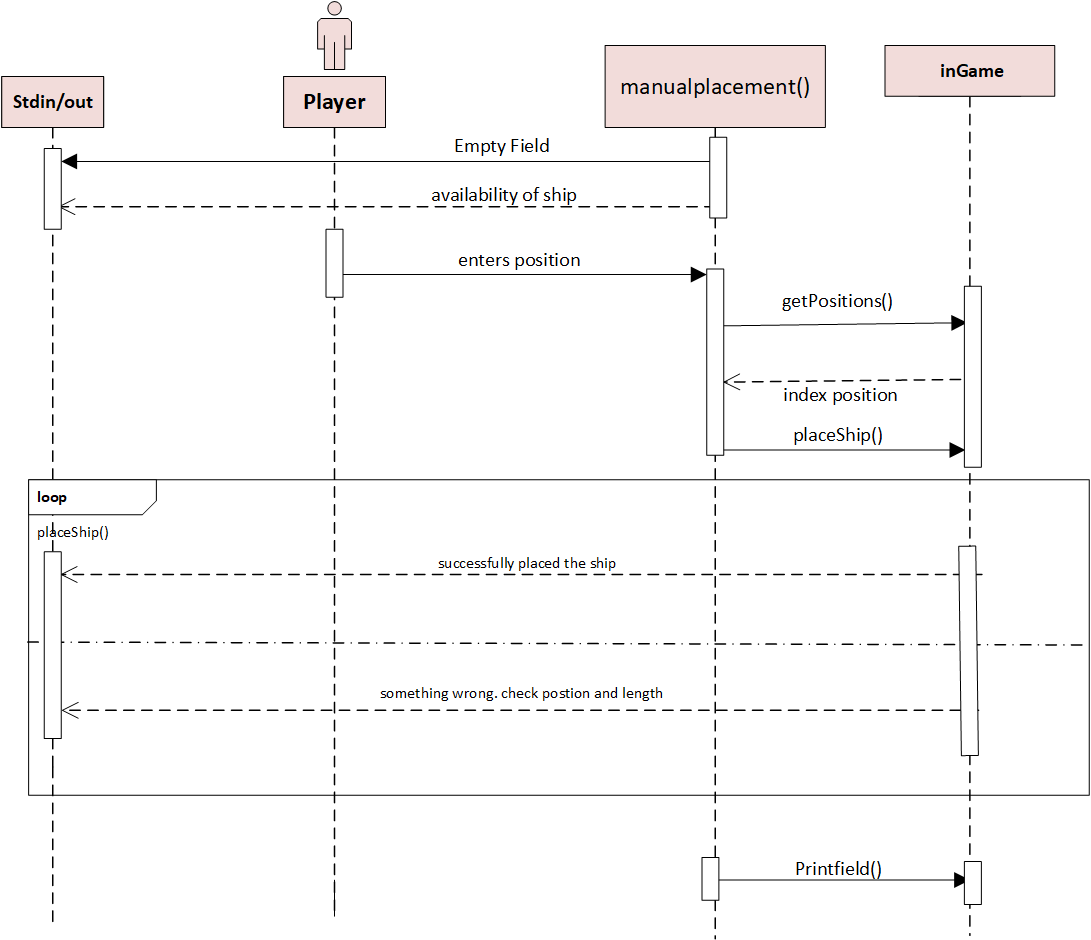 Stdin/out
Player
manualplacement()
inGame
Empty Field
availability of ship
enters position
getPositions()
index position
placeShip()
loop
placeShip()
successfully placed the ship
something wrong. check postion and length
Printfield()